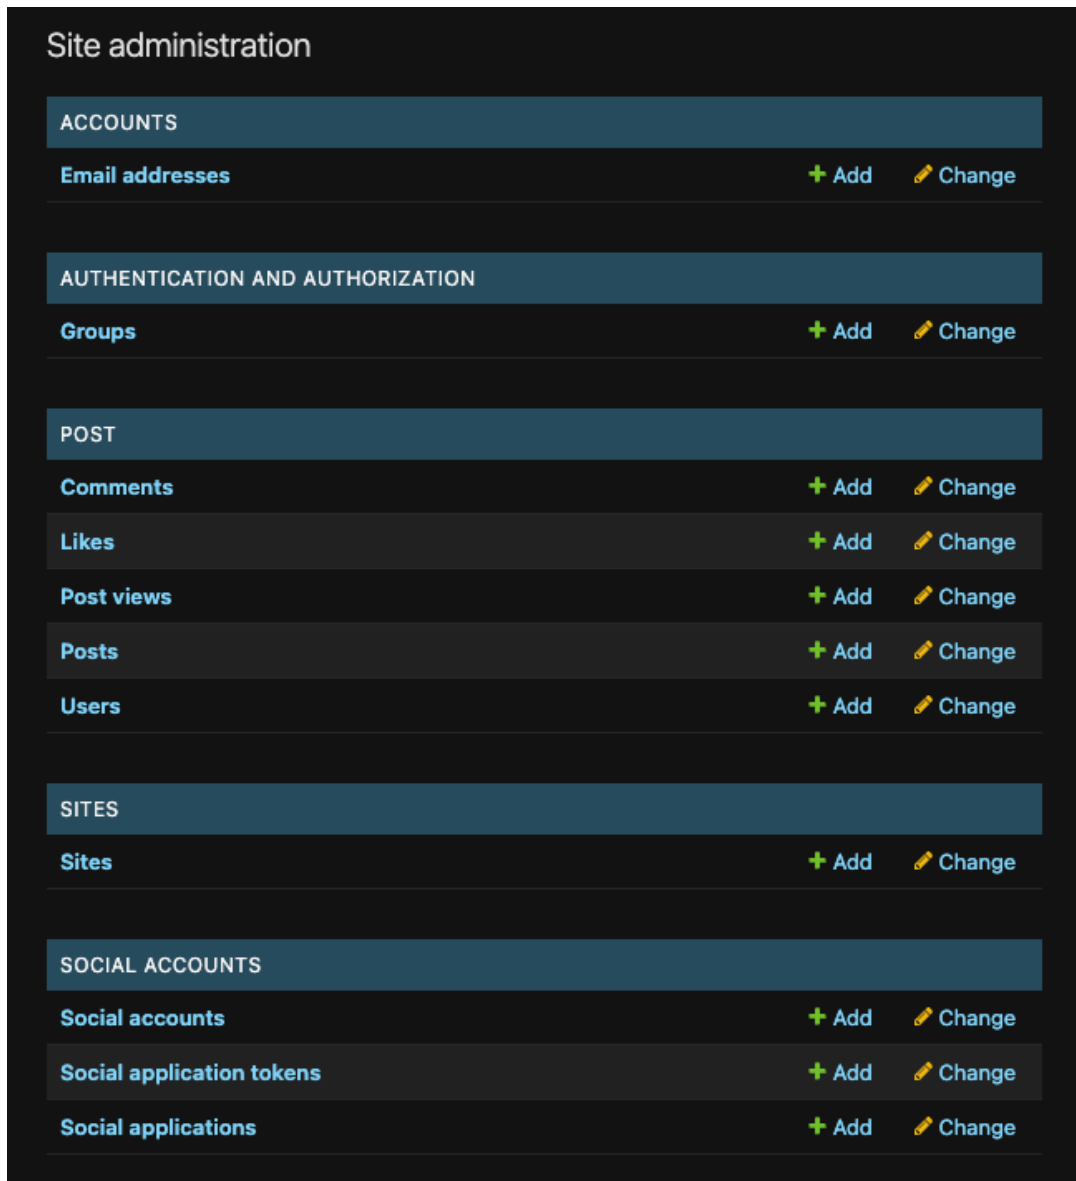 Site administration
ACCOUNTS
Email addresses Add Change
AUTHENTICATION AND AUTHORIZATION
Groups Add Change
POST
Comments Add Change
Likes Add Change
Post views Add Change
Posts Add Change
Users Add Change
SITES
Sites Add Change
SOCIAL ACCOUNTS
Social accounts Add Change
Social application tokens Add Change
Social applications Add Change